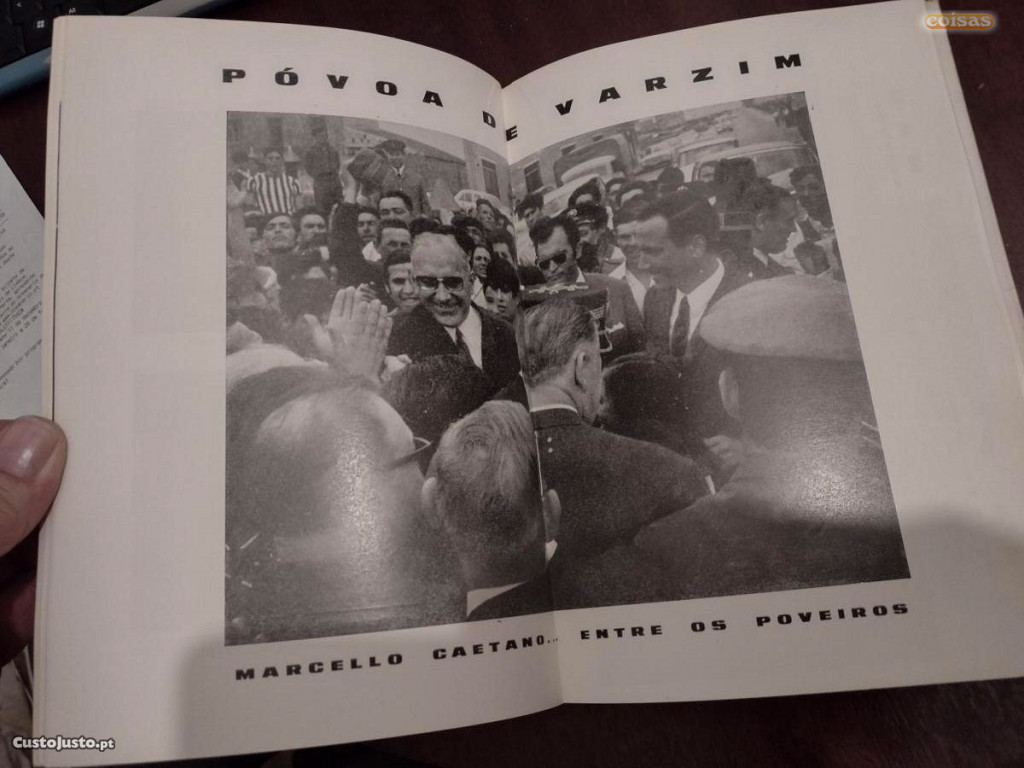 coisas
PÓVOA DE VARZIM
MARCELLO CAETANO... ENTRE OS POVEIROS
CustoJusto.pt